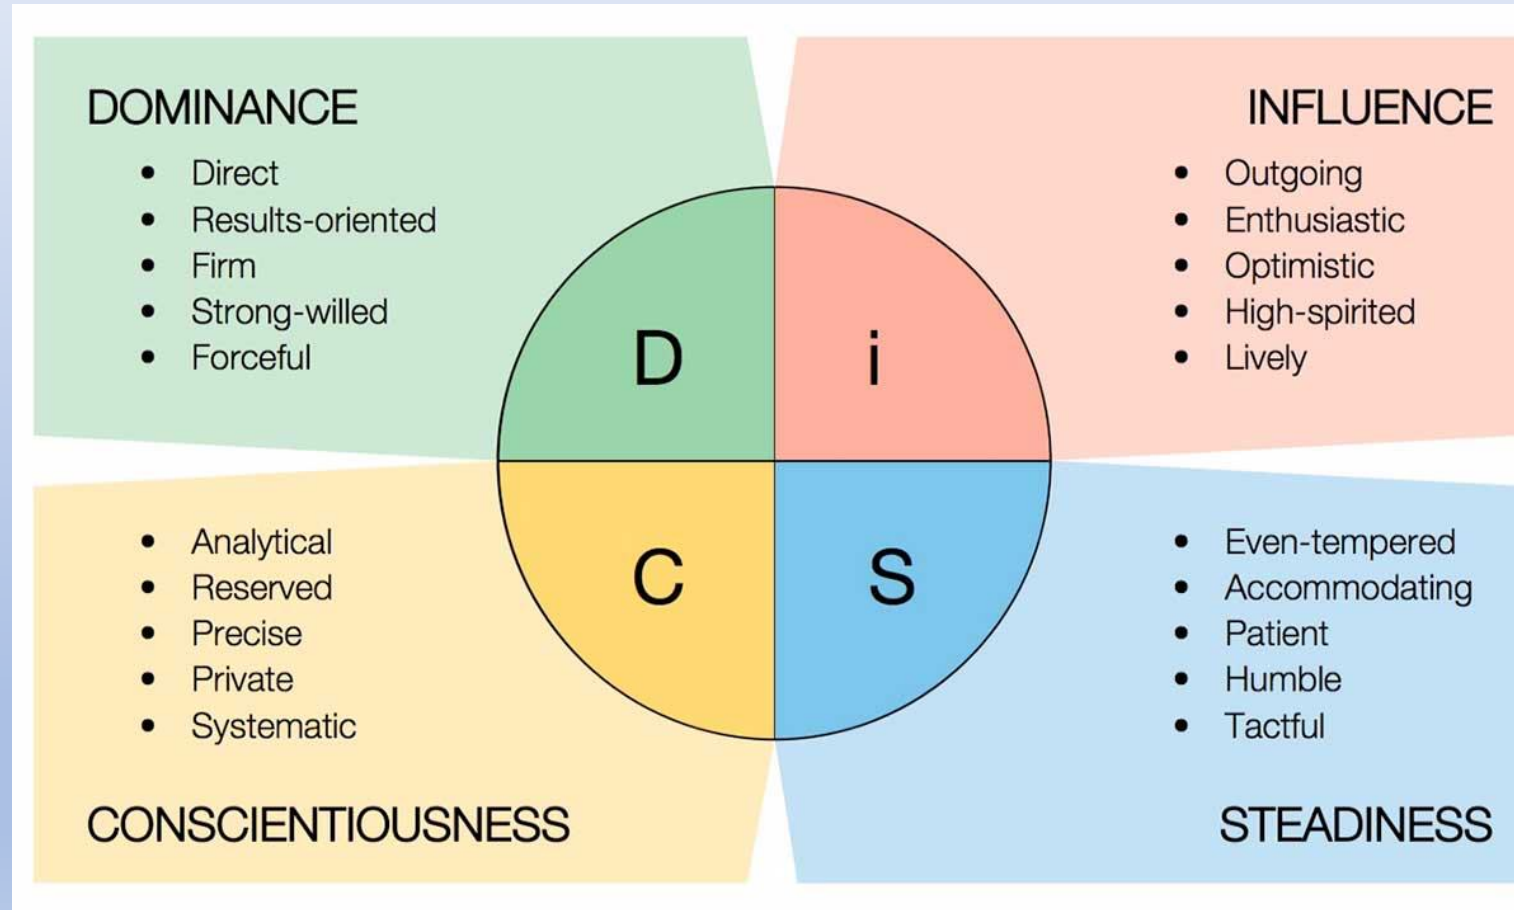 DOMINANCE
• Direct
• Results-oriented
• Firm
• Strong-willed
• Forceful
INFLUENCE
• Outgoing
• Enthusiastic
• Optimistic
• High-spirited
• Lively
D
i
C
S
• Analytical
• Reserved
• Precise
• Private
• Systematic
CONSCIENTIOUSNESS
• Even-tempered
• Accommodating
• Patient
• Humble
• Tactful
STEADINESS